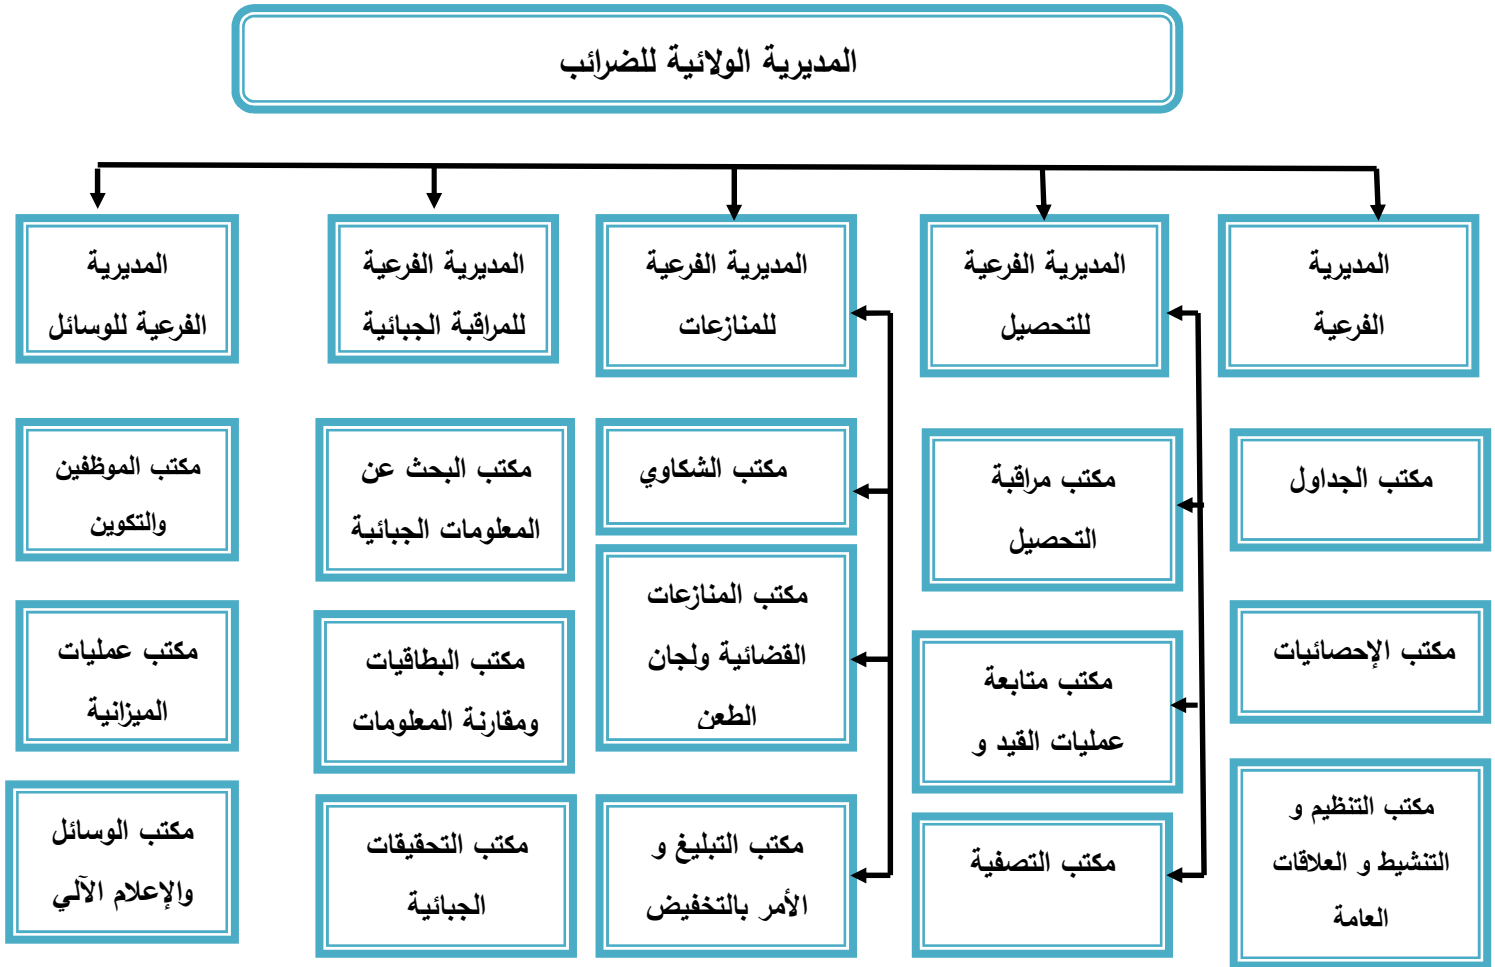 المديرية الولائية للضرائب
المديرية
الفرعية
المديرية الفرعية
للتحصيل
المديرية الفرعية
للمنازعات
المديرية الفرعية
للمراقبة الجبائية
المديرية
الفرعية للوسائل
مكتب الجداول
مكتب مراقبة
التحصيل
مكتب الشكاوي
مكتب البحث عن
المعلومات الجبائية
مكتب الموظفين
والتكوين
مكتب الإحصائيات
مكتب متابعة
عمليات القيد و
مكتب المنازعات
القضائية ولجان
الطعن
مكتب البطاقيات
ومقارنة المعلومات
مكتب عمليات
الميزانية
مكتب التنظيم و
التنشيط و العلاقات
العامة
مكتب التصفية
مكتب التبليغ و
الأمر بالتخفيض
مكتب التحقيقات
الجبائية
مكتب الوسائل
والإعلام الآلي